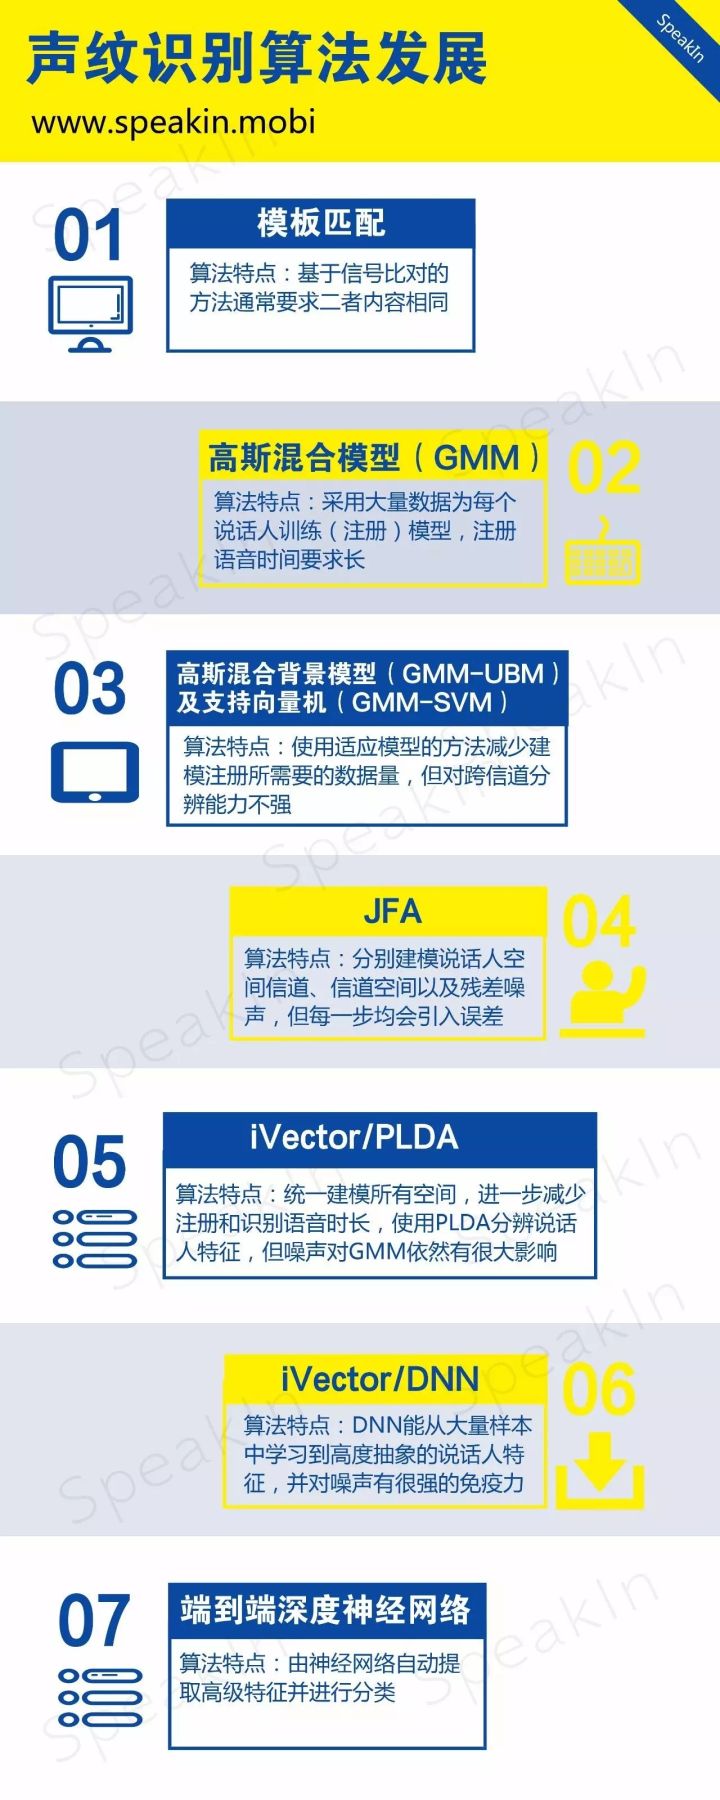 声纹识别算法发展
SpeakIn
www.speakin.mobi
01
模板匹配
算法特点：基于信号比对的
方法通常要求二者内容相同
高斯混合模型（GMM）
02
算法特点：采用大量数据为每个
说话人训练（注册）模型，注册
语音时间要求长
03
高斯混合背景模型（GMM-UBM）
及支持向量机（GMM-SVM）
算法特点：使用适应模型的方法减少建
模注册所需要的数据量，但对跨信道分
辨能力不强
JFA
04
算法特点：分别建模说话人空
间信道、信道空间以及残差噪
声，但每一步均会引入误差
05
iVector/PLDA
算法特点：统一建模所有空间，进一步减少
注册和识别语音时长，使用PLDA分辨说话
人特征，但噪声对GMM依然有很大影响
iVector/DNN
06
算法特点：DNN能从大量样本
中学习到高度抽象的说话人特
征，并对噪声有很强的免疫力
07
端到端深度神经网络
算法特点：由神经网络自动提
取高级特征并进行分类